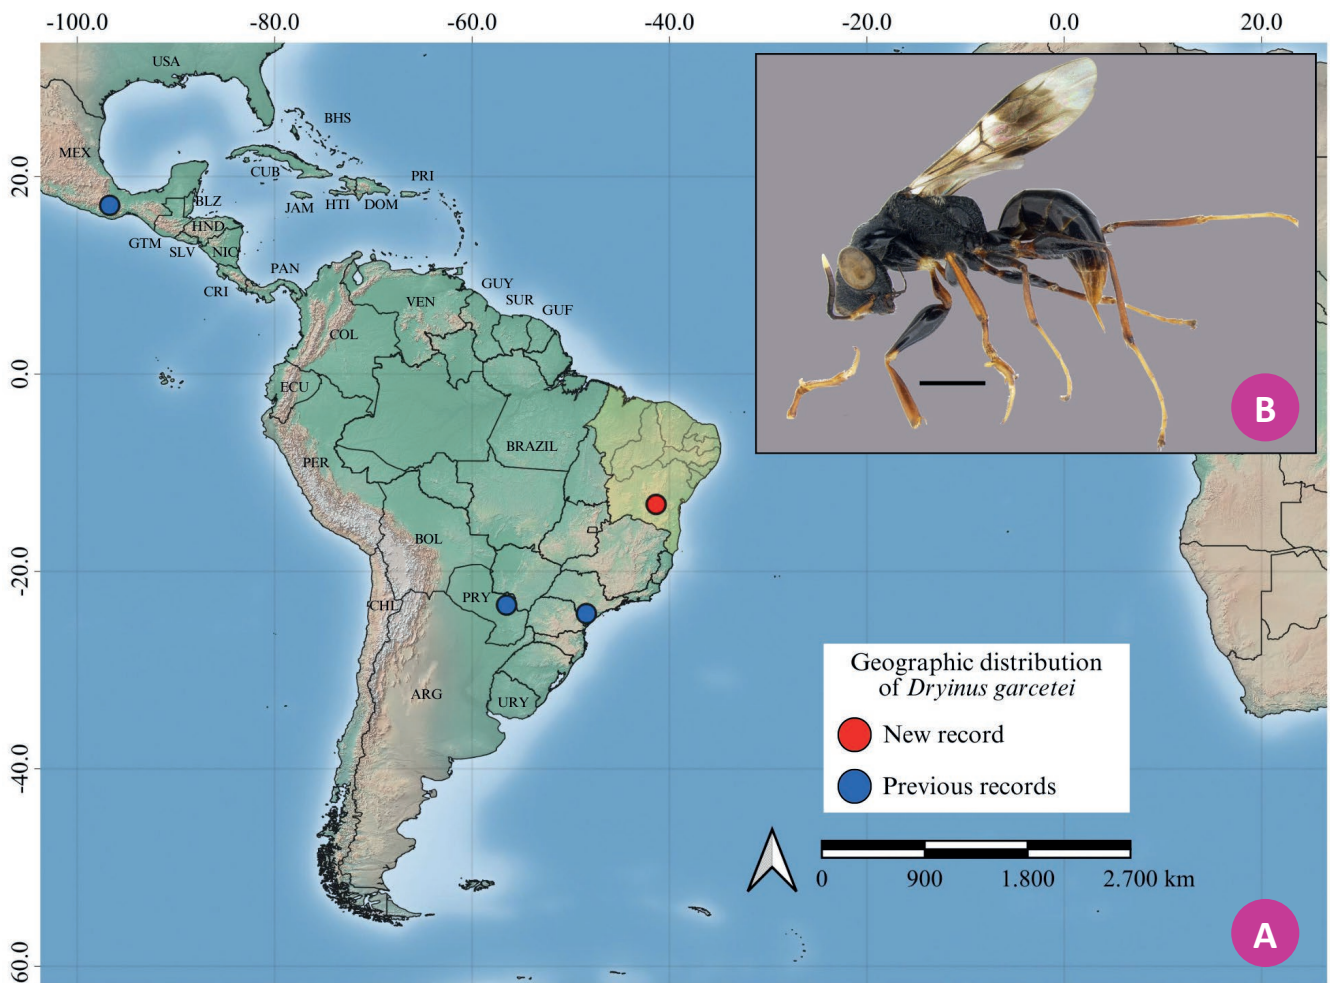 -100.0 -80.0 -60.0 -40.0 -20.0 0.0 20.0
20.0
0.0
-20.0
-40.0
60.0
USA
BHS
MEX
CUB
PRI
BLZ
JAM HTI DOM
HND
GTM
SLV NIC
PAN
CRI
GUY
VEN
SUR
GUF
COL
ECU
BRAZIL
PER
BOL
PRY
CHL
ARG
URY
B
Geographic distribution
of Dryinus garcetei
New record
Previous records
0 900 1.800 2.700 km
A